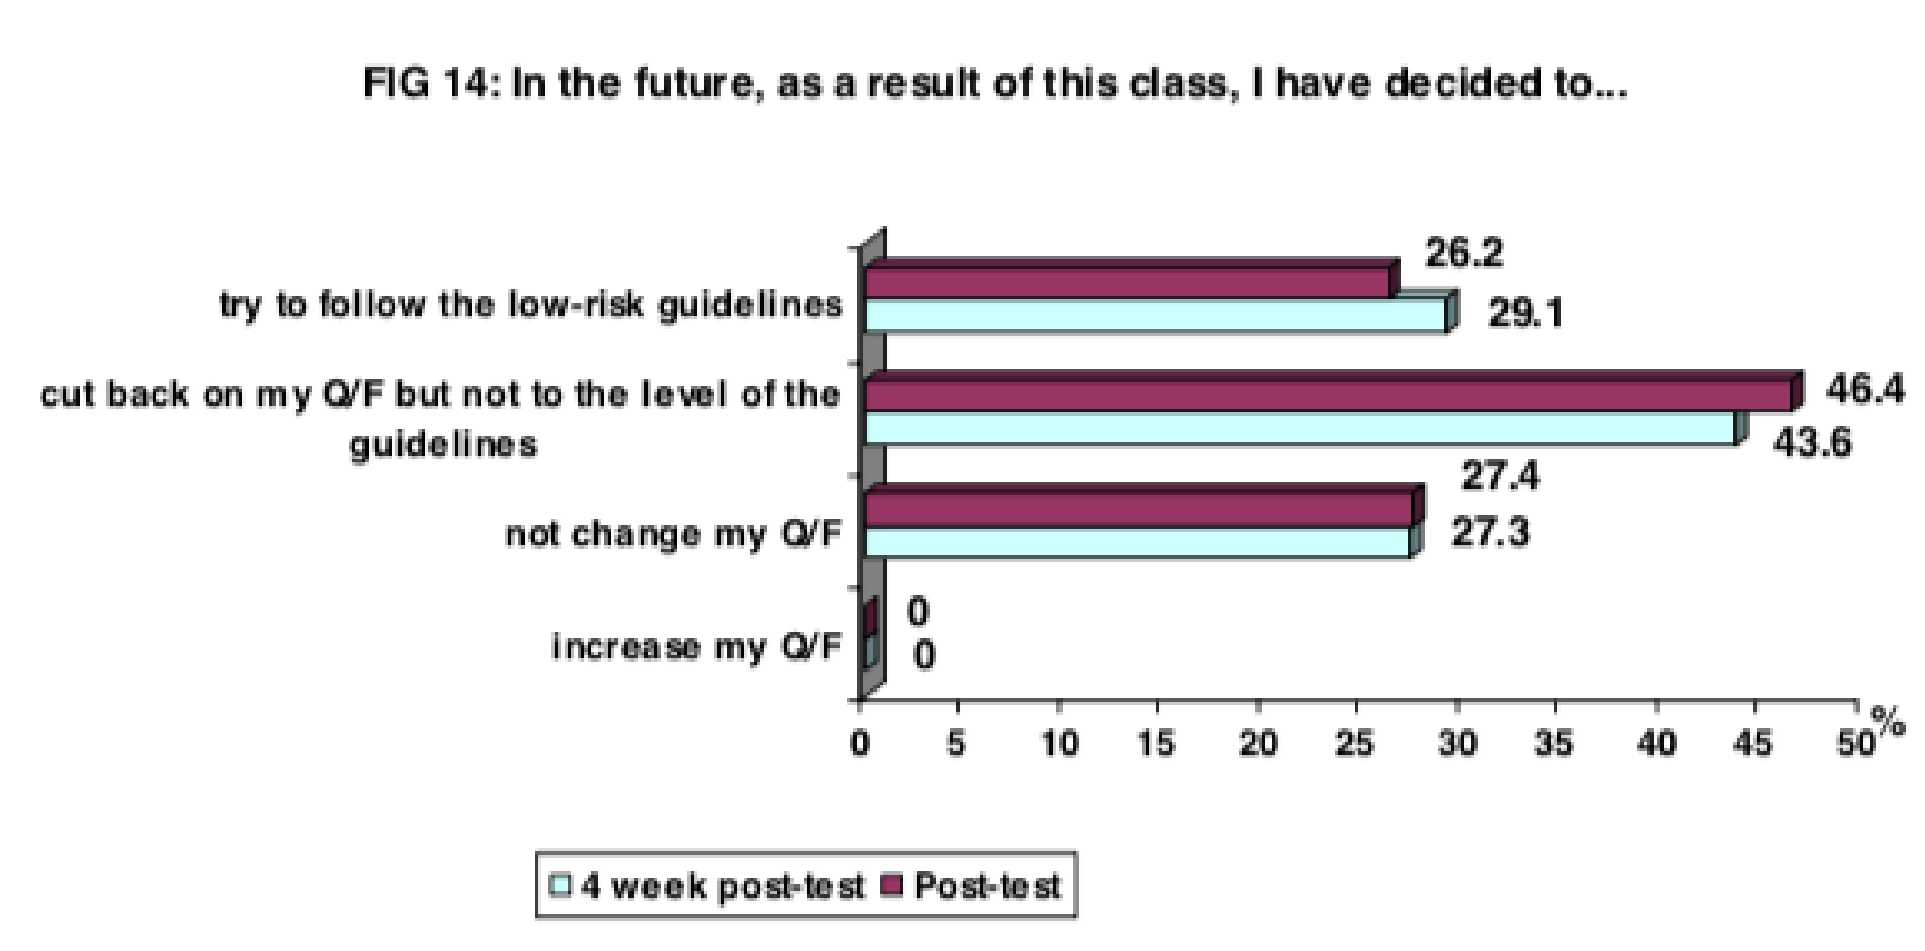 FIG 14: In the future, as a result of this class, I have decided to...
26.2
try to follow the low-risk guidelines
29.1
cut back on my Q/F but not to the level of the
guidelines
46.4
43.6
27.4
not change my Q/F
27.3
0
increase my Q/F
0
0 5 10 15 20 25 30 35 40 45 50 %
4 week post-test Post-test